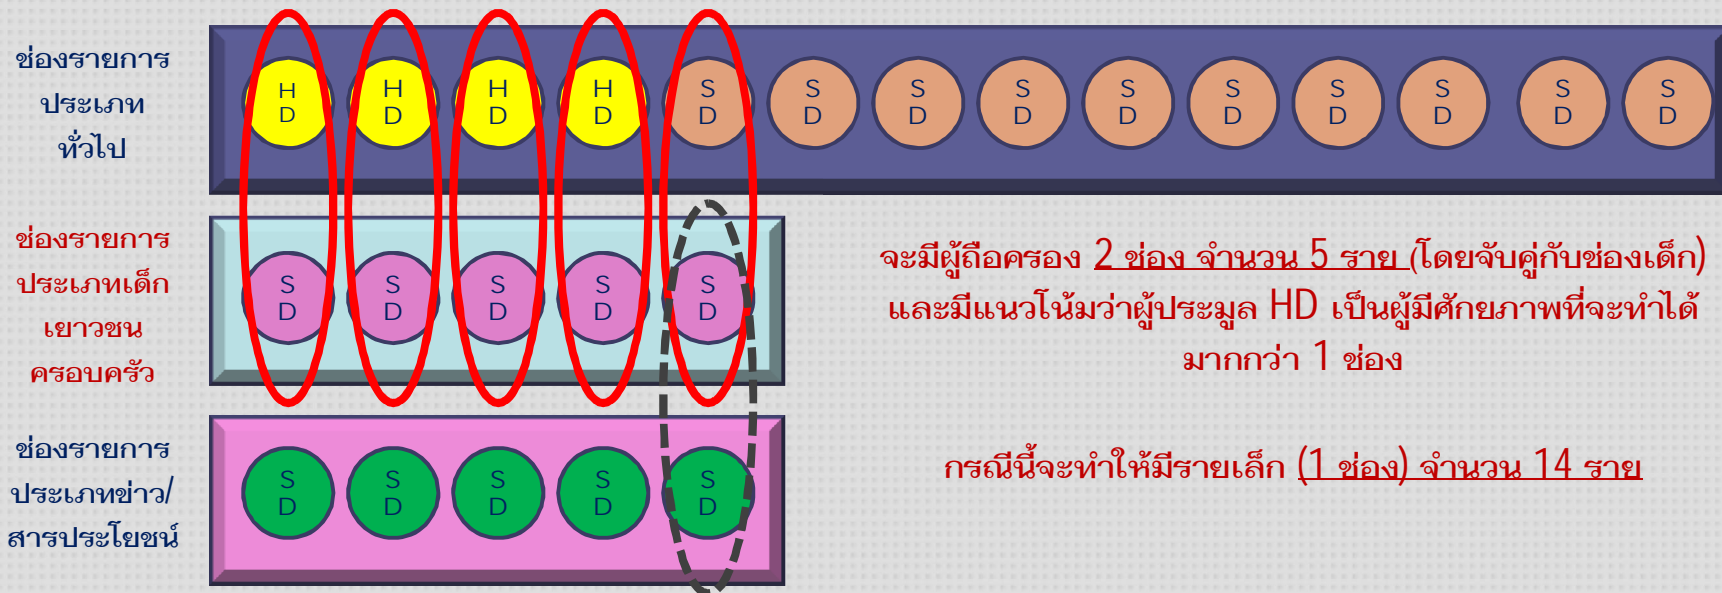 ช่องรายการ
ประเภท
ทั่วไป
H
D
H
D
H
D
H
D
S
D
S
D
S
D
S
D
S
D
S
D
S
D
S
D
S
D
S
D
ช่องรายการ
ประเภทเด็ก
เยาวชน
ครอบครัว
S
D
S
D
S
D
S
D
S
D
จะมีผู้ถือครอง 2 ช่อง จำนวน 5 ราย (โดยจับคู่กับช่องเด็ก)
และมีแนวโน้มว่าผู้ประมูล HD เป็นผู้มีศักยภาพที่จะทำได้
มากกว่า 1 ช่อง
ช่องรายการ
ประเภทข่าว/
สารประโยชน์
S
D
S
D
S
D
S
D
S
D
กรณีนี้จะทำให้มีรายเล็ก (1 ช่อง) จำนวน 14 ราย